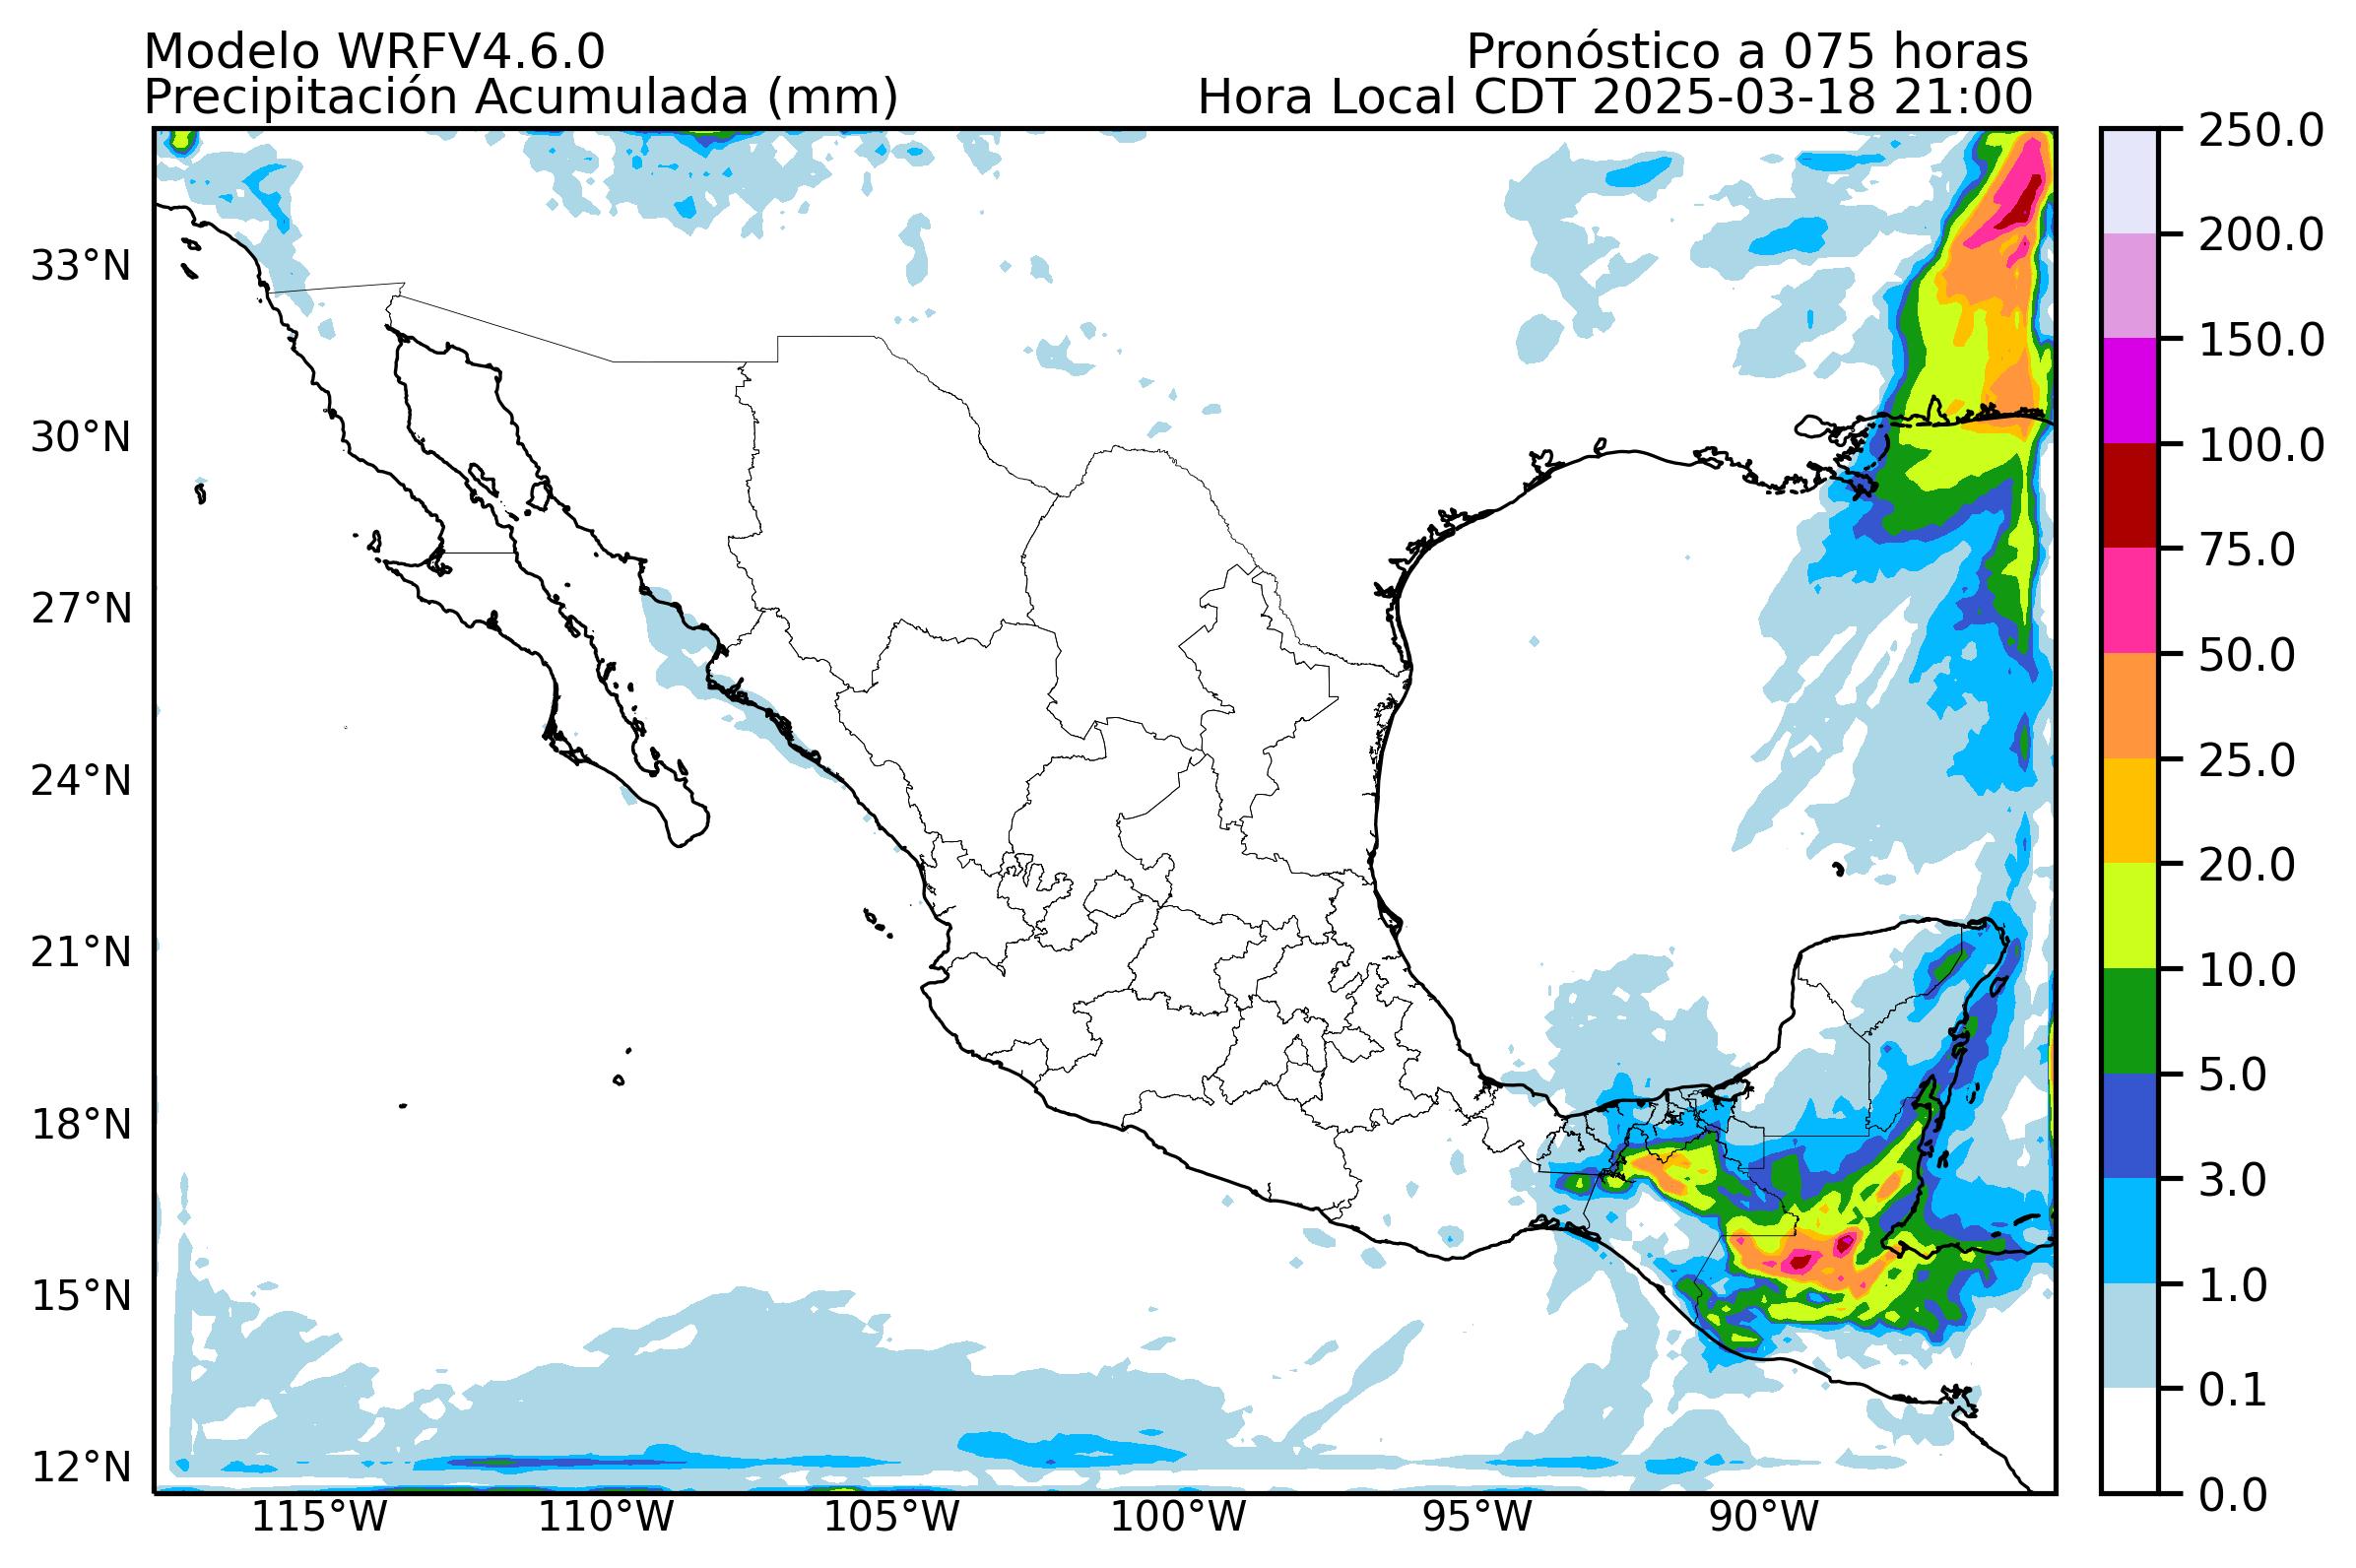 Modelo WRFV4.6.0
Pronóstico a 075 horas
Precipitación Acumulada (mm)
Hora Local CDT 2025-03-18 21:00
33°N
30°N
27°N
24°N
21°N
18°N
15°N
12°N
115°W
110°W
105°W
100°W
95°W
90°W
250.0
200.0
150.0
100.0
75.0
50.0
25.0
20.0
10.0
5.0
3.0
1.0
0.1
0.0